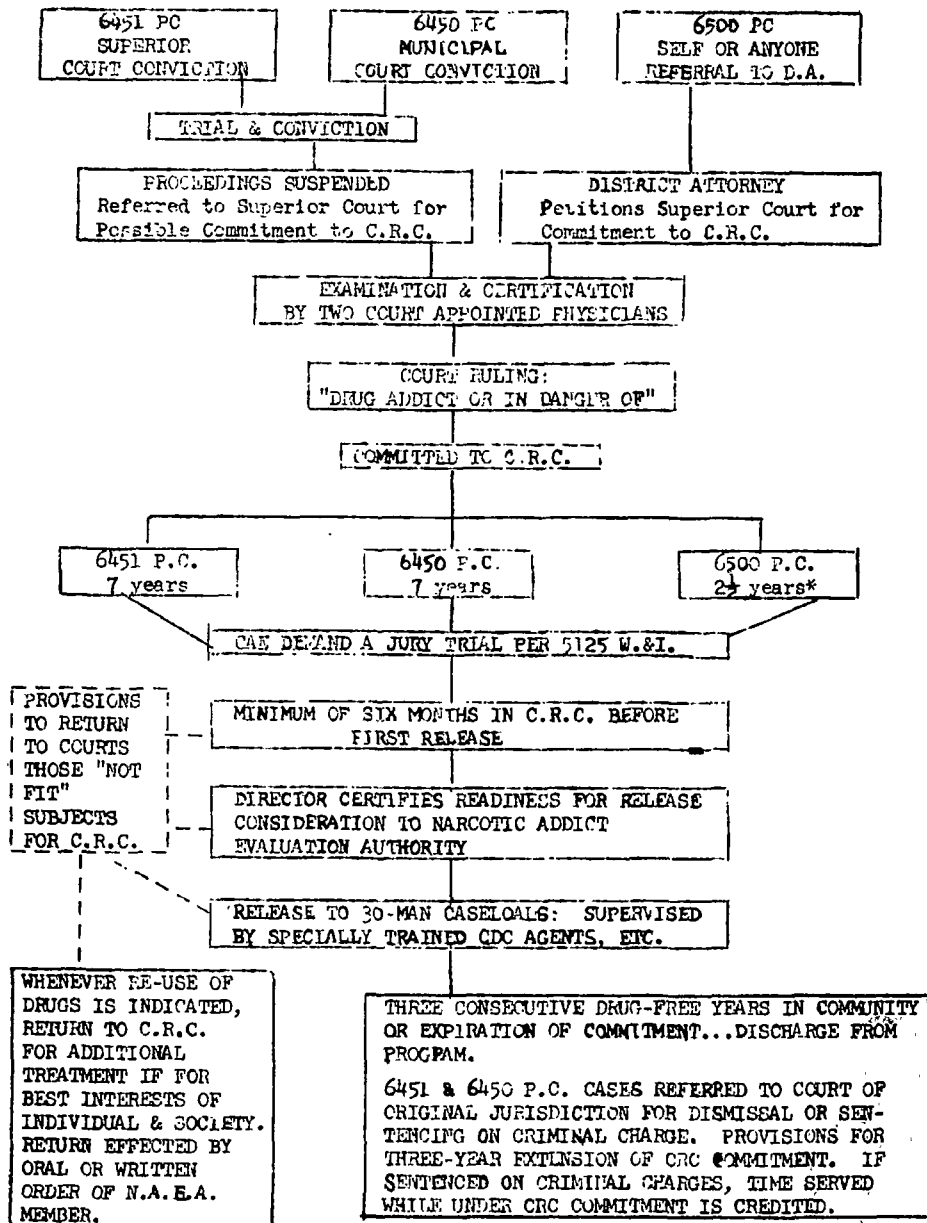 6451 PC
SUPERIOR
COURT CONVICTION
6450 PC
MUNICIPAL
COURT CONVICTION
6500 PC
SELF OR ANYONE
REFERRAL TO D.A.
TRIAL & CONVICTION
PROCEEDINGS SUSPENDED
Referred to Superior Court for
Possible Commitment to C.R.C.
DISTRICT ATTORNEY
Petitions Superior Court for
Commitment to C.R.C.
EXAMINATION & CERTIFICATION
BY TWO COURT APPOINTED PHYSICIANS
COURT RULING:
"DRUG ADDICT OR IN DANGER OF"
COMMITTED TO C.R.C.
6451 P.C.
7 years
6450 P.C.
7 years
6500 P.C.
2½ years*
CAN DEMAND A JURY TRIAL PER 5125 W.&I.
PROVISIONS
TO RETURN
TO COURTS
THOSE "NOT
FIT"
SUBJECTS
FOR C.R.C.
MINIMUM OF SIX MONTHS IN C.R.C. BEFORE
FIRST RELEASE
DIRECTOR CERTIFIES READINESS FOR RELEASE
CONSIDERATION TO NARCOTIC ADDICT
EVALUATION AUTHORITY
RELEASE TO 30-MAN CASELOADS: SUPERVISED
BY SPECIALLY TRAINED CDC AGENTS, ETC.
WHENEVER RE-USE OF
DRUGS IS INDICATED,
RETURN TO C.R.C.
FOR ADDITIONAL
TREATMENT IF FOR
BEST INTERESTS OF
INDIVIDUAL & SOCIETY.
RETURN EFFECTED BY
ORAL OR WRITTEN
ORDER OF N.A.E.A.
MEMBER.
THREE CONSECUTIVE DRUG-FREE YEARS IN COMMUNITY
OR EXPIRATION OF COMMITMENT...DISCHARGE FROM
PROGRAM.
6451 & 6450 P.C. CASES REFERRED TO COURT OF
ORIGINAL JURISDICTION FOR DISMISSAL OR SEN-
TENCING ON CRIMINAL CHARGE. PROVISIONS FOR
THREE-YEAR EXTENSION OF CRC COMMITMENT. IF
SENTENCED ON CRIMINAL CHARGES, TIME SERVED
WHILE UNDER CRC COMMITMENT IS CREDITED.